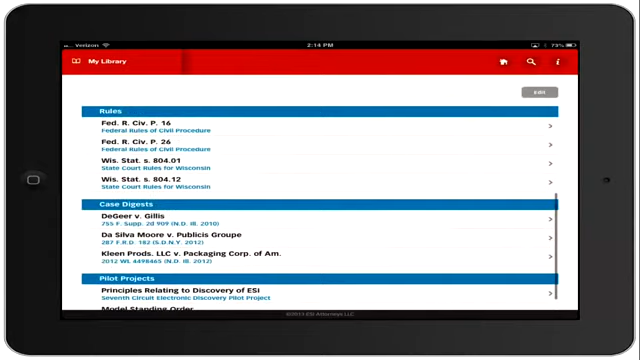 Verizon 2:14 PM 73%
My Library
Edit
Rules
Fed. R. Civ. P. 16
Federal Rules of Civil Procedure
Fed. R. Civ. P. 26
Federal Rules of Civil Procedure
Wis. Stat. s. 804.01
State Court Rules for Wisconsin
Wis. Stat. s. 804.12
State Court Rules for Wisconsin
Case Digests
DeGeer v. Gillis
755 F. Supp. 2d 909 (N.D. Ill. 2010)
Da Silva Moore v. Publicis Groupe
287 F.R.D. 182 (S.D.N.Y. 2012)
Kleen Prods. LLC v. Packaging Corp. of Am.
2012 WL 4498465 (N.D. Ill. 2012)
Pilot Projects
Principles Relating to Discovery of ESI
Seventh Circuit Electronic Discovery Pilot Project
Model Standing Order
©2013 ESI Attorneys LLC